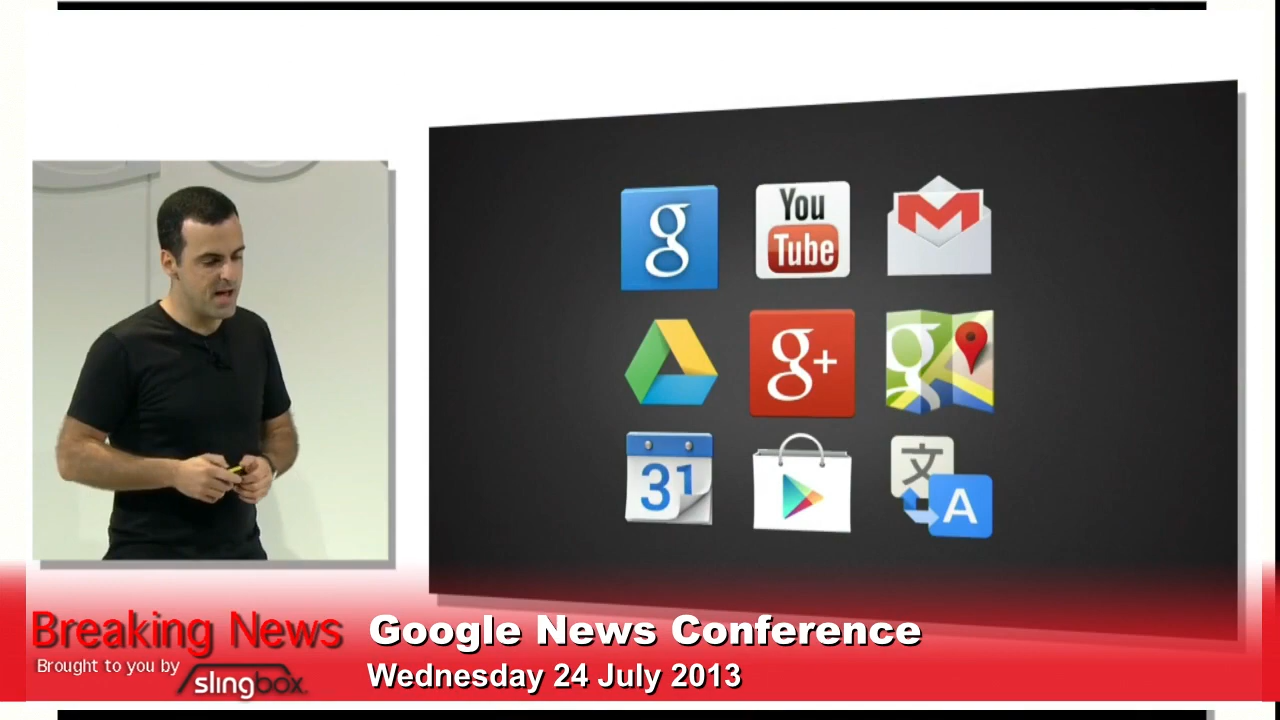 g
You
Tube
M
g+
g
31
文
A
Breaking News
Brought to you by
slingbox.
Google News Conference
Wednesday 24 July 2013